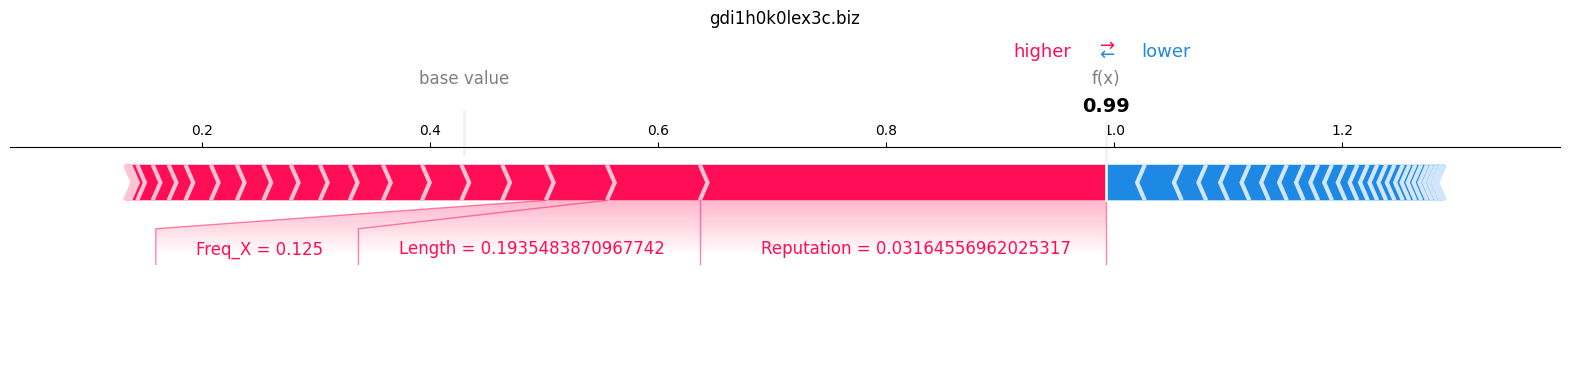 gdi1h0k0lex3c.biz
higher ⇄ lower
base value
f(x)
0.99
0.2 0.4 0.6 0.8 1.0 1.2
Freq_X = 0.125
Length = 0.1935483870967742
Reputation = 0.03164556962025317